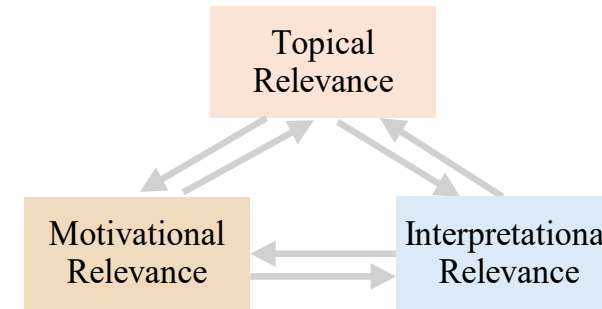 Topical
Relevance
Motivational
Relevance
Interpretationa
Relevance